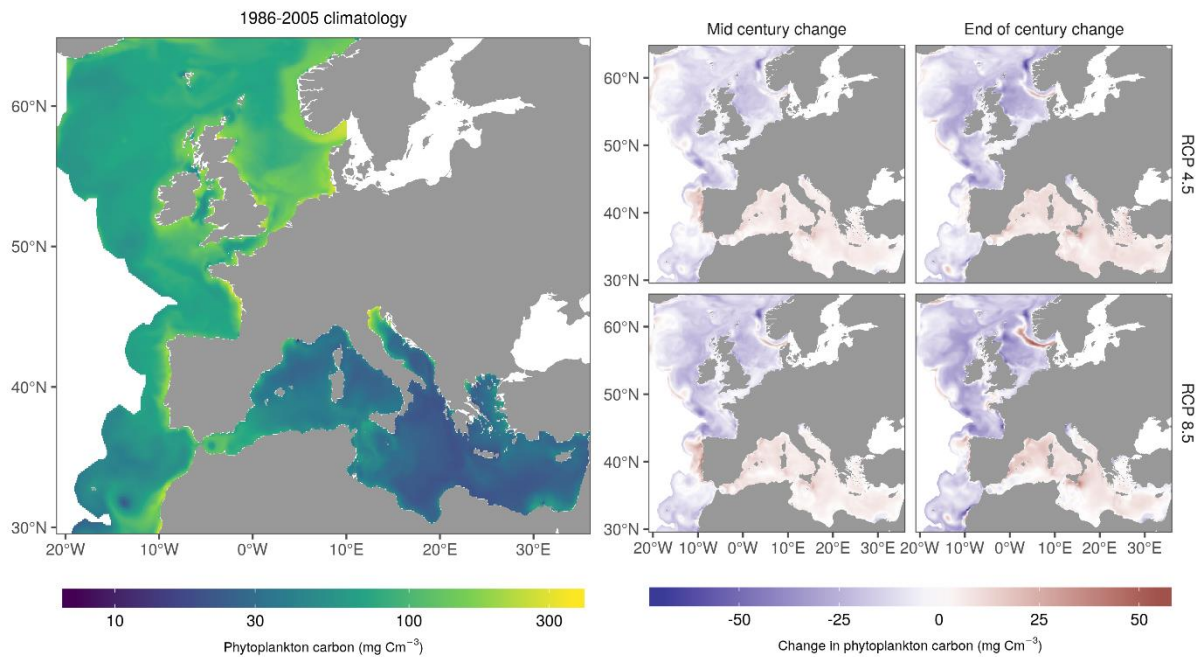 1986-2005 climatology
60°N
50°N
40°N
30°N
20°W
10°W
0°W
10°E
20°E
30°E
10
30
100
300
Phytoplankton carbon (mg Cm⁻³)
Mid century change
End of century change
60°N
50°N
40°N
30°N
RCP 4.5
60°N
50°N
40°N
30°N
RCP 8.5
20°W 10°W 0°W 10°E 20°E 30°E
20°W 10°W 0°W 10°E 20°E 30°E
-50
-25
0
25
50
Change in phytoplankton carbon (mg Cm⁻³)